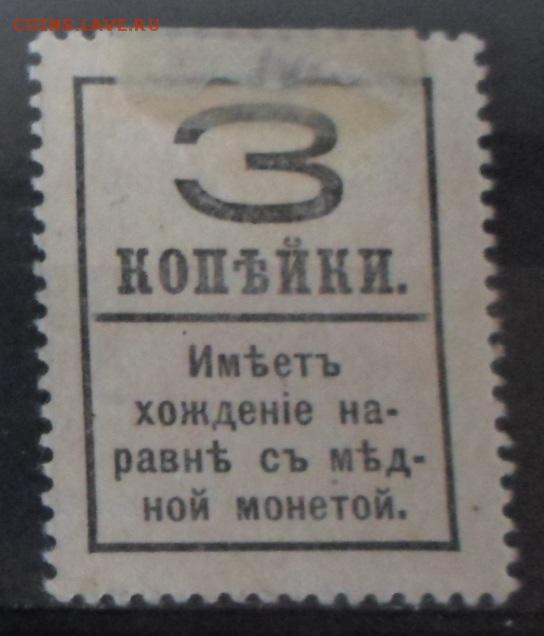 COINS.LAVE.RU
3
КОПѢЙКИ.
Имѣетъ
хожденіе на-
равнѣ съ мѣд-
ной монетой.